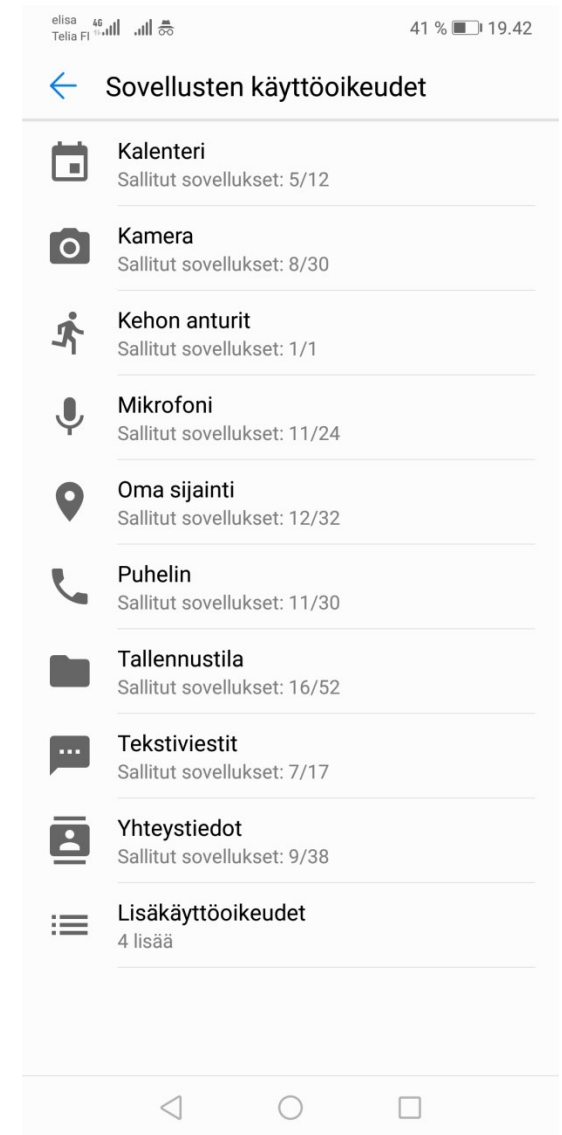 elisa 4G
Telia FI 41 % 19.42
Sovellusten käyttöoikeudet
Kalenteri
Sallitut sovellukset: 5/12
Kamera
Sallitut sovellukset: 8/30
Kehon anturit
Sallitut sovellukset: 1/1
Mikrofoni
Sallitut sovellukset: 11/24
Oma sijainti
Sallitut sovellukset: 12/32
Puhelin
Sallitut sovellukset: 11/30
Tallennustila
Sallitut sovellukset: 16/52
Tekstiviestit
Sallitut sovellukset: 7/17
Yhteystiedot
Sallitut sovellukset: 9/38
Lisäkäyttöoikeudet
4 lisää